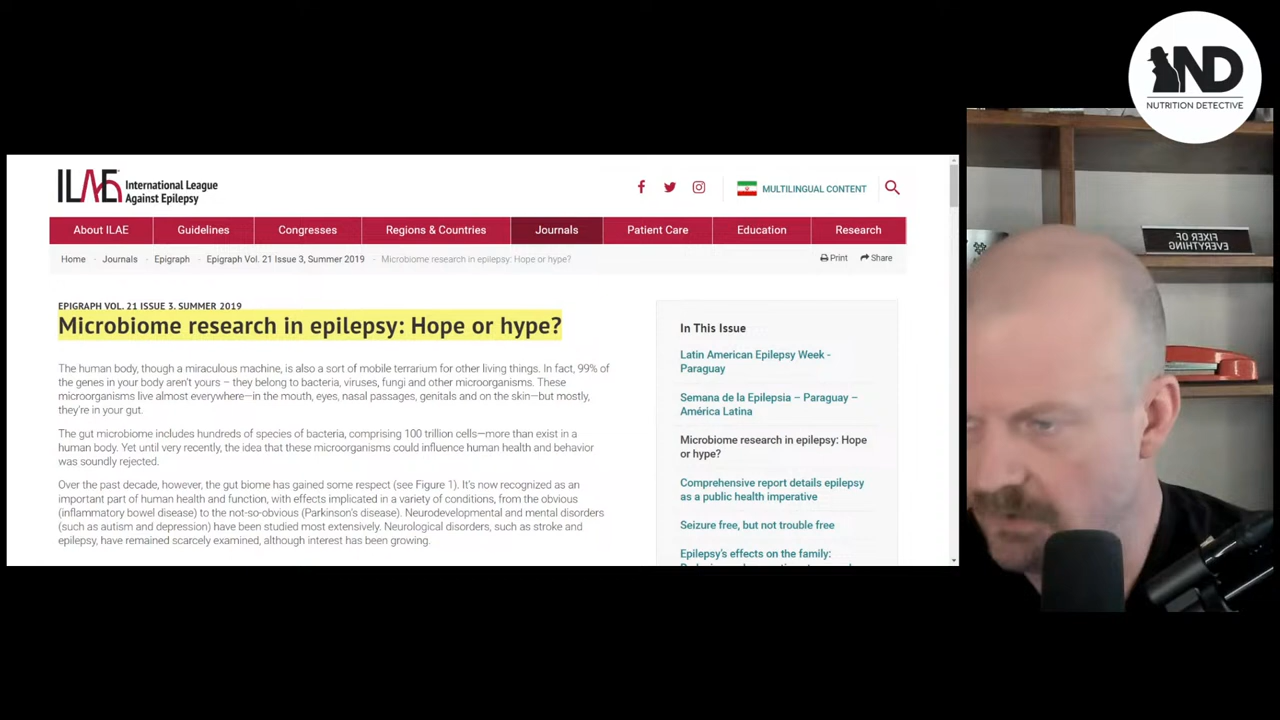 ND
NUTRITION DETECTIVE
ILAE International League
Against Epilepsy
MULTILINGUAL CONTENT
About ILAE Guidelines Congresses Regions & Countries Journals Patient Care Education Research
Home Journals Epigraph Epigraph Vol. 21 Issue 3, Summer 2019 Microbiome research in epilepsy: Hope or hype?
Print Share
FIXER OF
EVERYTHING
EPIGRAPH VOL. 21 ISSUE 3, SUMMER 2019
Microbiome research in epilepsy: Hope or hype?
The human body, though a miraculous machine, is also a sort of mobile terrarium for other living things. In fact, 99% of
the genes in your body aren't yours – they belong to bacteria, viruses, fungi and other microorganisms. These
microorganisms live almost everywhere—in the mouth, eyes, nasal passages, genitals and on the skin—but mostly,
they're in your gut.
The gut microbiome includes hundreds of species of bacteria, comprising 100 trillion cells—more than exist in a
human body. Yet until very recently, the idea that these microorganisms could influence human health and behavior
was soundly rejected.
Over the past decade, however, the gut biome has gained some respect (see Figure 1). It's now recognized as an
important part of human health and function, with effects implicated in a variety of conditions, from the obvious
(inflammatory bowel disease) to the not-so-obvious (Parkinson's disease). Neurodevelopmental and mental disorders
(such as autism and depression) have been studied most extensively. Neurological disorders, such as stroke and
epilepsy, have remained scarcely examined, although interest has been growing.
In This Issue
Latin American Epilepsy Week -
Paraguay
Semana de la Epilepsia – Paraguay –
América Latina
Microbiome research in epilepsy: Hope
or hype?
Comprehensive report details epilepsy
as a public health imperative
Seizure free, but not trouble free
Epilepsy's effects on the family: